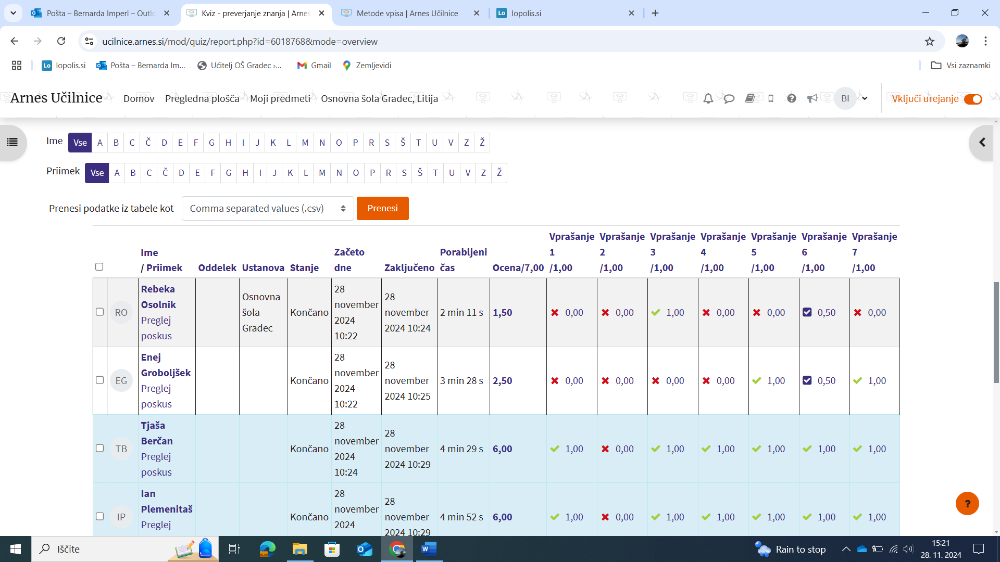 Pošta – Bernarda Imperl – Outlo
Kviz - preverjanje znanja | Arnes
Metode vpisa | Arnes Učilnice
Lo lopolis.si
ucilnice.arnes.si/mod/quiz/report.php?id=6018768&mode=overview
Lo lopolis.si Pošta – Bernarda Im... Učitelj OŠ Gradec ›... Gmail Zemljevidi Vsi zaznamki
Arnes Učilnice Domov Pregledna plošča Moji predmeti Osnovna šola Gradec, Litija BI Vključi urejanje
Ime Vse A B C Č D E F G H I J K L M N O P R S Š T U V Z Ž
Priimek Vse A B C Č D E F G H I J K L M N O P R S Š T U V Z Ž
Prenesi podatke iz tabele kot Comma separated values (.csv) Prenesi
Ime
/ Priimek
Oddelek
Ustanova
Stanje
Začeto
dne
Zaključeno
Porabljeni
čas
Ocena/7,00
Vprašanje
1
/1,00
Vprašanje
2
/1,00
Vprašanje
3
/1,00
Vprašanje
4
/1,00
Vprašanje
5
/1,00
Vprašanje
6
/1,00
Vprašanje
7
/1,00
RO
Rebeka
Osolnik
Preglej
poskus
Osnovna
šola
Gradec
Končano
28
november
2024
10:22
28
november
2024 10:24
2 min 11 s
1,50
0,00
0,00
1,00
0,00
0,00
0,50
0,00
EG
Enej
Groboljšek
Preglej
poskus
Končano
28
november
2024
10:22
28
november
2024 10:25
3 min 28 s
2,50
0,00
0,00
0,00
0,00
1,00
0,50
1,00
TB
Tjaša
Berčan
Preglej
poskus
Končano
28
november
2024
10:24
28
november
2024 10:29
4 min 29 s
6,00
1,00
0,00
1,00
1,00
1,00
1,00
1,00
IP
Ian
Plemenitaš
Preglej
Končano
28
november
2024
28
november
2024 10:29
4 min 52 s
6,00
1,00
0,00
1,00
1,00
1,00
1,00
1,00
?
Iščite
Rain to stop
15:21
28. 11. 2024